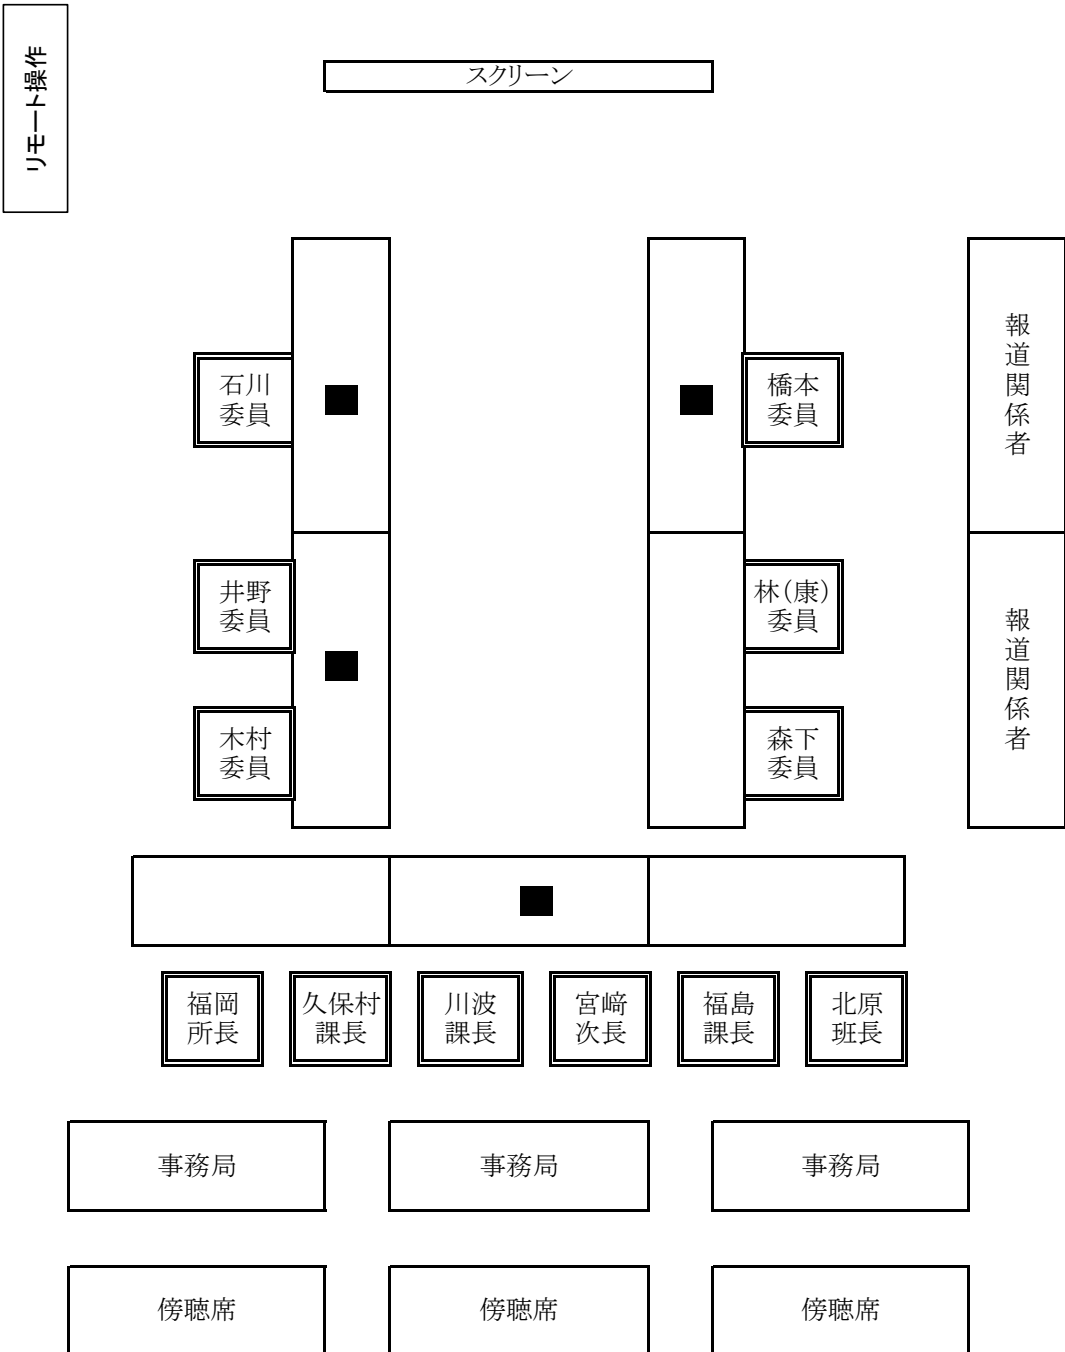 リモート操作
スクリーン
石川
委員
橋本
委員
報道関係者
井野
委員
林(康)
委員
報道関係者
木村
委員
森下
委員
福岡
所長
久保村
課長
川波
課長
宮﨑
次長
福島
課長
北原
班長
事務局
事務局
事務局
傍聴席
傍聴席
傍聴席